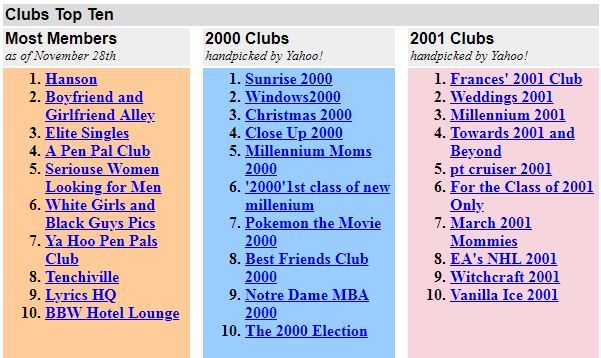 Clubs Top Ten
Most Members
as of November 28th
1. Hanson
2. Boyfriend and
Girlfriend Alley
3. Elite Singles
4. A Pen Pal Club
5. Seriouse Women
Looking for Men
6. White Girls and
Black Guys Pics
7. Ya Hoo Pen Pals
Club
8. Tenchiville
9. Lyrics HQ
10. BBW Hotel Lounge
2000 Clubs
handpicked by Yahoo!
1. Sunrise 2000
2. Windows2000
3. Christmas 2000
4. Close Up 2000
5. Millennium Moms
2000
6. '2000'1st class of new
millenium
7. Pokemon the Movie
2000
8. Best Friends Club
2000
9. Notre Dame MBA
2000
10. The 2000 Election
2001 Clubs
handpicked by Yahoo!
1. Frances' 2001 Club
2. Weddings 2001
3. Millennium 2001
4. Towards 2001 and
Beyond
5. pt cruiser 2001
6. For the Class of 2001
Only
7. March 2001
Mommies
8. EA's NHL 2001
9. Witchcraft 2001
10. Vanilla Ice 2001